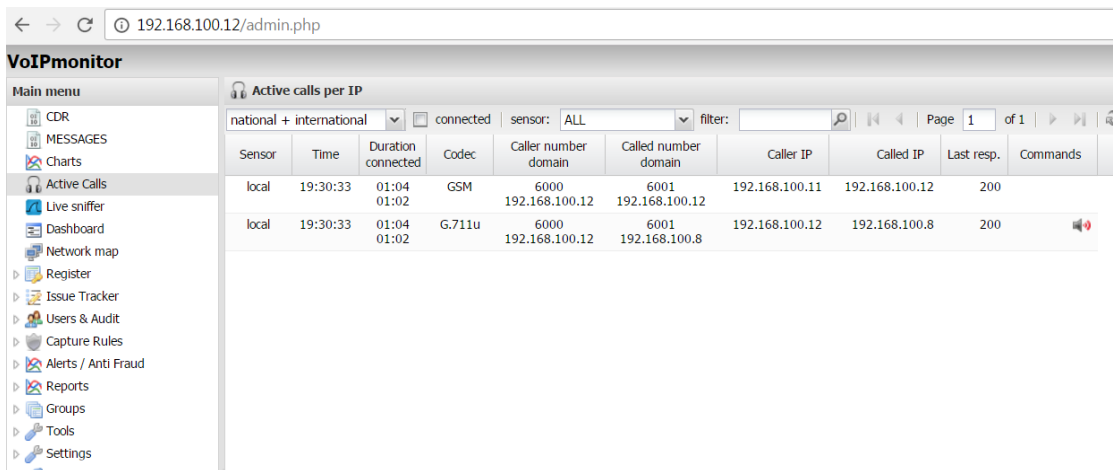 192.168.100.12/admin.php
VoIPmonitor
Main menu
CDR
MESSAGES
Charts
Active Calls
Live sniffer
Dashboard
Network map
Register
Issue Tracker
Users & Audit
Capture Rules
Alerts / Anti Fraud
Reports
Groups
Tools
Settings
Active calls per IP
national + international connected sensor: ALL filter: Page 1 of 1
Sensor Time Duration connected Codec Caller number domain Called number domain Caller IP Called IP Last resp. Commands
local 19:30:33 01:04 GSM 6000 6001 192.168.100.11 192.168.100.12 200
01:02 192.168.100.12 192.168.100.12
local 19:30:33 01:04 G.711u 6000 6001 192.168.100.12 192.168.100.8 200
01:02 192.168.100.12 192.168.100.8